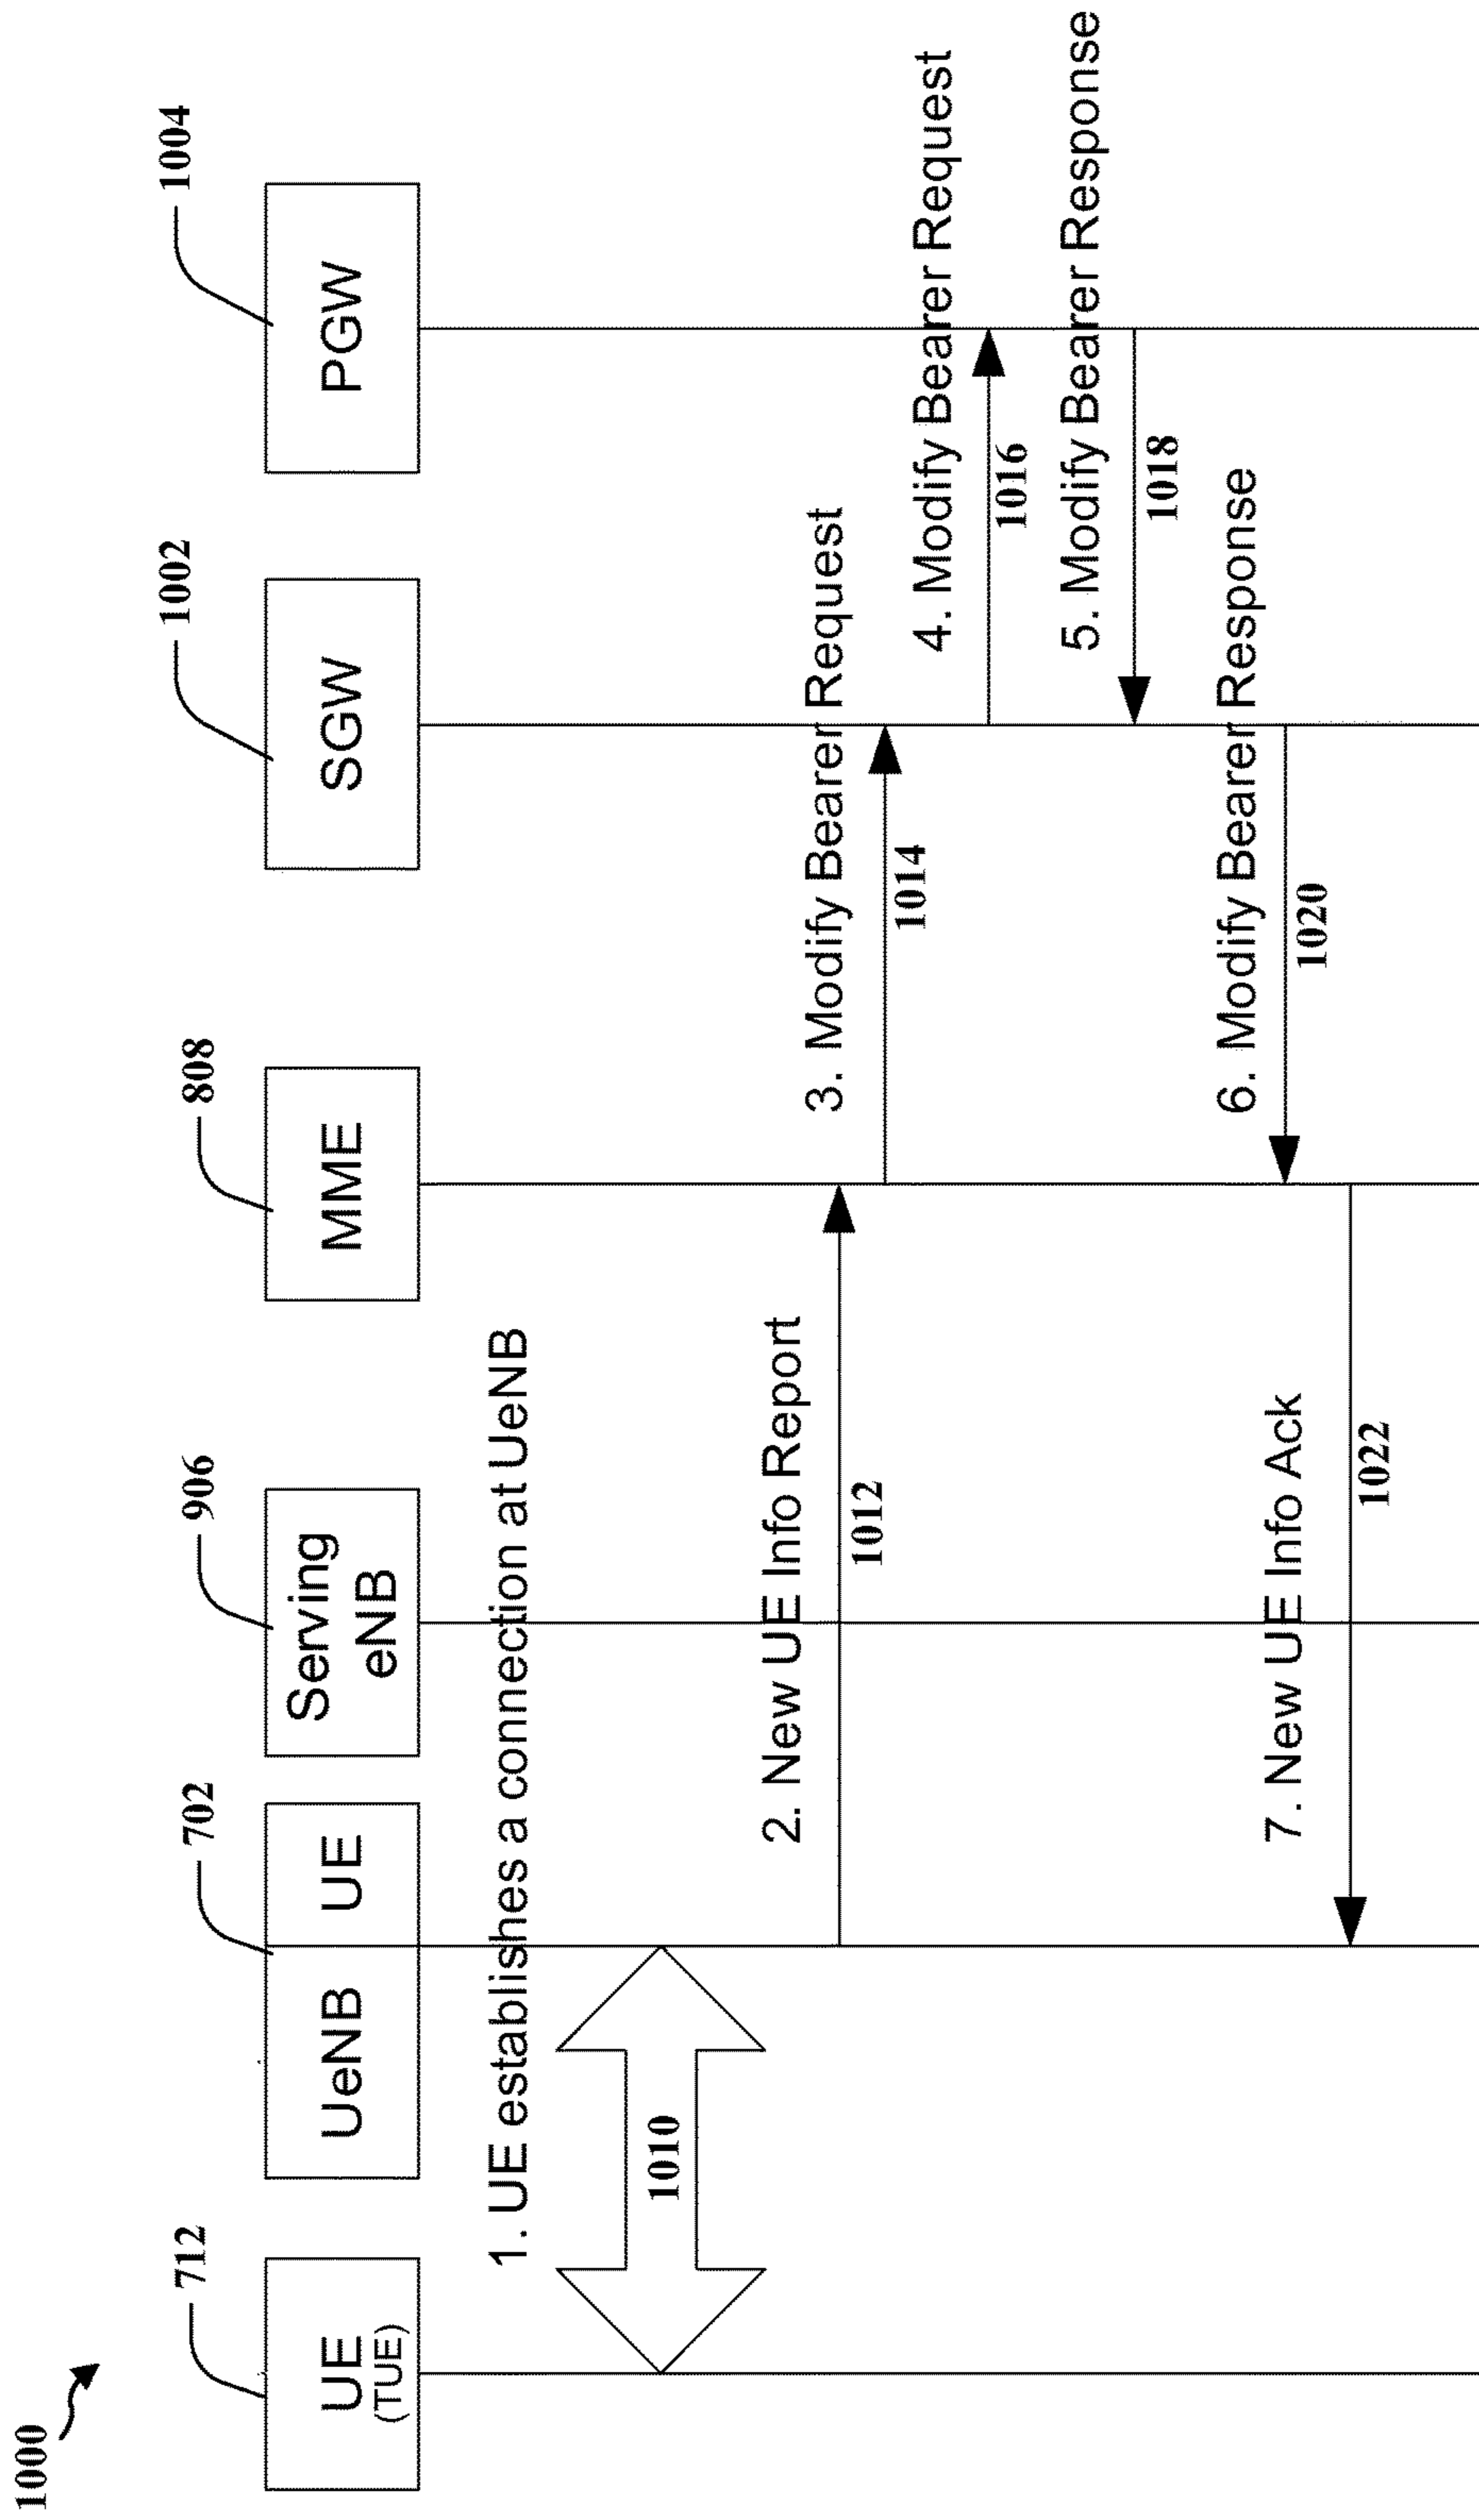 1000
712
702
906
808
1002
1004
UE
(TUE)
UeNB
UE
Serving
eNB
MME
SGW
PGW
1. UE establishes a connection at UeNB
1010
2. New UE Info Report
1012
3. Modify Bearer Request
1014
4. Modify Bearer Request
1016
5. Modify Bearer Response
1018
6. Modify Bearer Response
1020
7. New UE Info Ack
1022